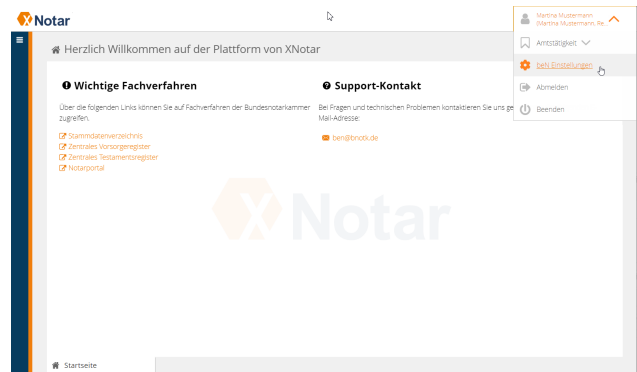 XNotar
Martina Mustermann
(Martina Mustermann, Re...
Amtstätigkeit
beN Einstellungen
Abmelden
Beenden
Herzlich Willkommen auf der Plattform von XNotar
Wichtige Fachverfahren
Über die folgenden Links können Sie auf Fachverfahren der Bundesnotarkammer
zugreifen.
Stammdatenverzeichnis
Zentrales Vorsorgeregister
Zentrales Testamentsregister
Notarportal
Support-Kontakt
Bei Fragen und technischen Problemen kontaktieren Sie uns ge
Mail-Adresse:
ben@bnotk.de
XNotar
Startseite